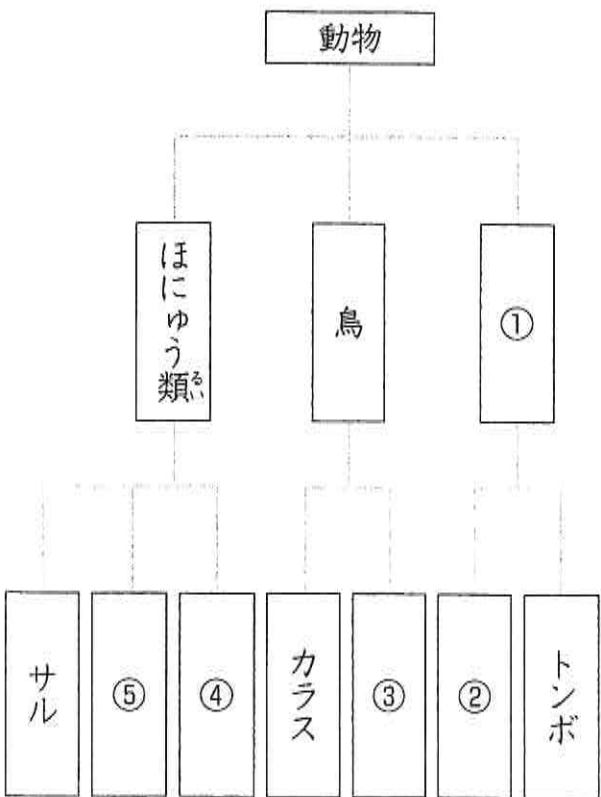 動物
①
鳥
ほにゅう類
るい
トンボ
②
③
カラス
④
⑤
サル